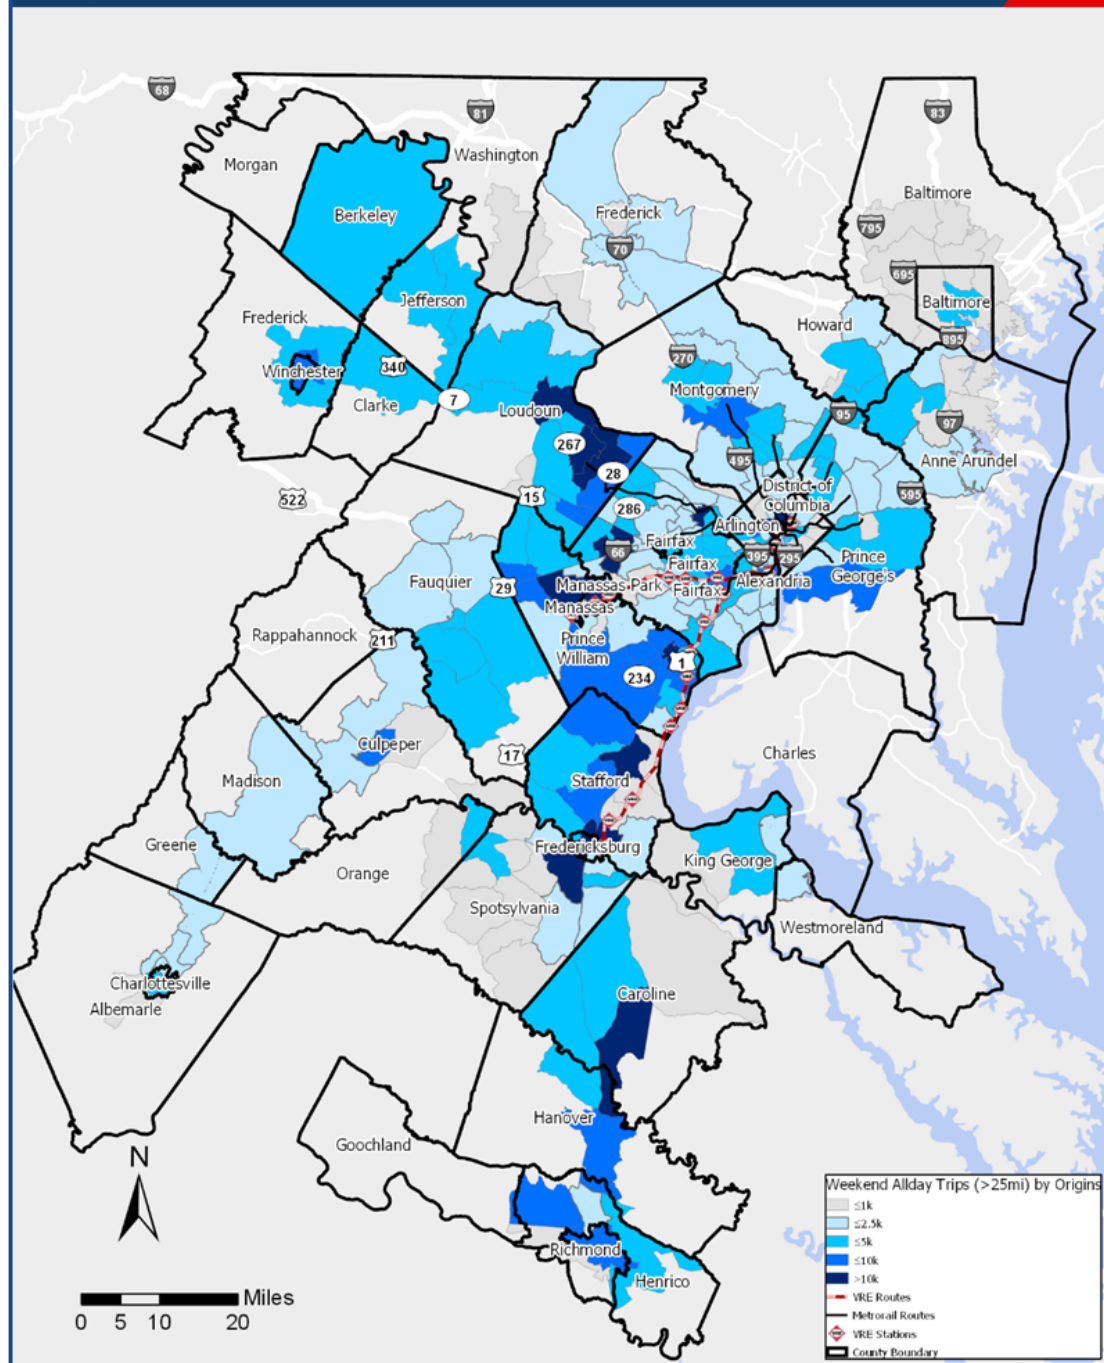 68
81
83
Morgan
Washington
Baltimore
Berkeley
Frederick
795
70
695
Jefferson
Baltimore
Frederick
Howard
895
270
Winchester
340
Montgomery
Clarke
7
Loudoun
95
97
267
495
Anne Arundel
28
District of
Columbia
522
15
595
286
Arlington
Fairfax
66
395
295
Fairfax
Prince
George's
Fauquier
29
Manassas Park
Fairfax
Alexandria
Manassas
Rappahannock
211
Prince
William
1
234
Culpeper
17
Charles
Madison
Stafford
Greene
Fredericksburg
King George
Orange
Spotsylvania
Westmoreland
Charlottesville
Caroline
Albemarle
Hanover
Goochland
N
Richmond
Henrico
Miles
0 5 10 20
Weekend Allday Trips (>25mi) by Origins
≤1k
≤2.5k
≤5k
≤10k
>10k
VRE Routes
Metrorail Routes
VRE Stations
County Boundary